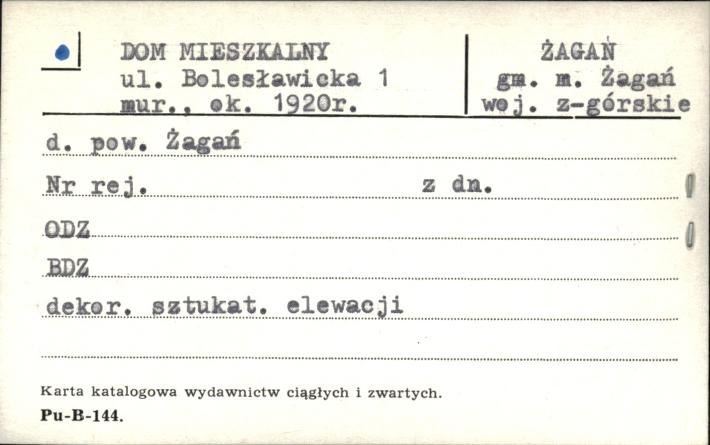 DOM MIESZKALNY
ul. Bolesławicka 1
mur., ok. 1920r.
ŻAGAŃ
gm. m. Żagań
woj. z-górskie
d. pow. Żagań
Nr rej. z dn.
ODZ
BDZ
dekor. sztukat. elewacji
Karta katalogowa wydawnictw ciągłych i zwartych.
Pu-B-144.